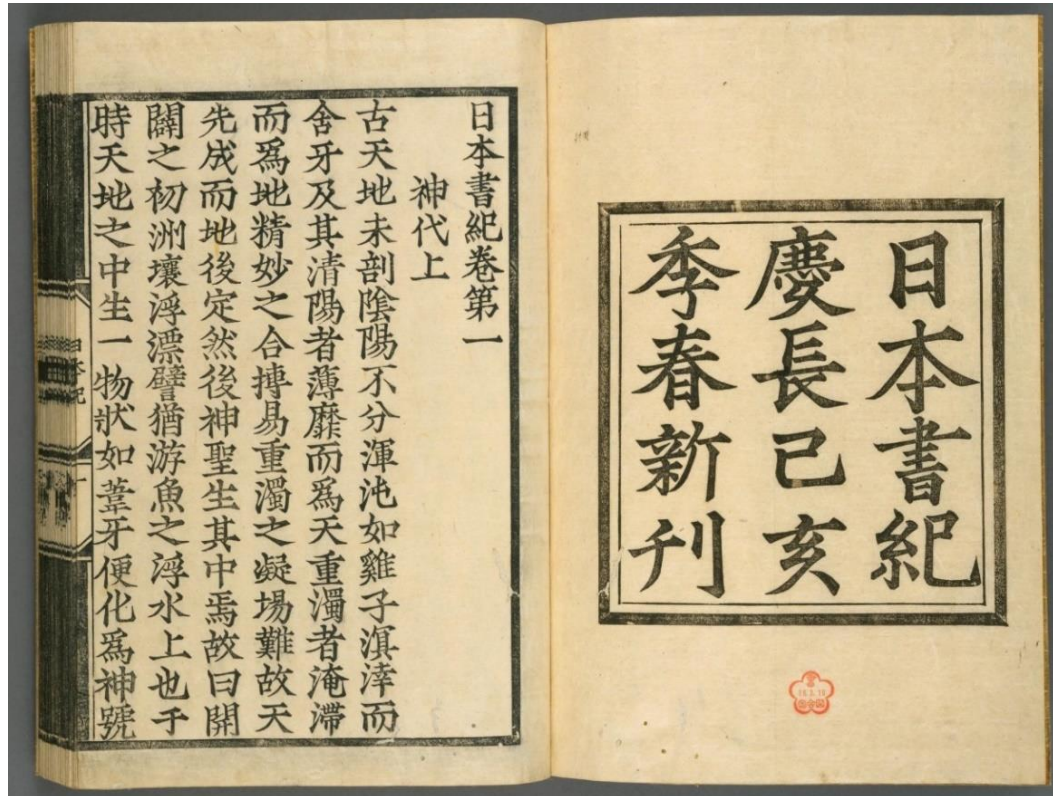 日本書紀
慶長己亥
季春新刊
日本書紀卷第一
神代上
古天地未剖陰陽不分渾沌如雞子溟涬而
含牙及其清陽者薄靡而爲天重濁者淹滯
而爲地精妙之合摶易重濁之凝場難故天
先成而地後定然後神聖生其中焉故曰開
闢之初洲壤浮漂譬猶游魚之浮水上也于
時天地之中生一物狀如葦牙便化爲神號